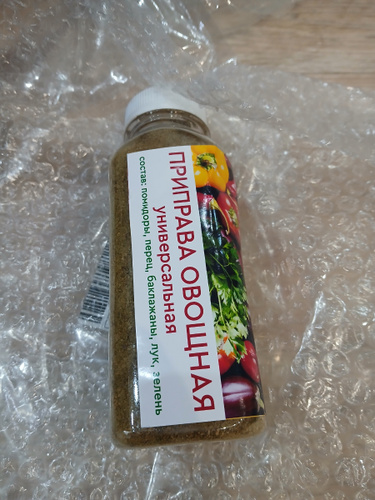 ПРИПРАВА ОВОЩНАЯ
универсальная
состав: помидоры, перец, баклажаны, лук, зелень